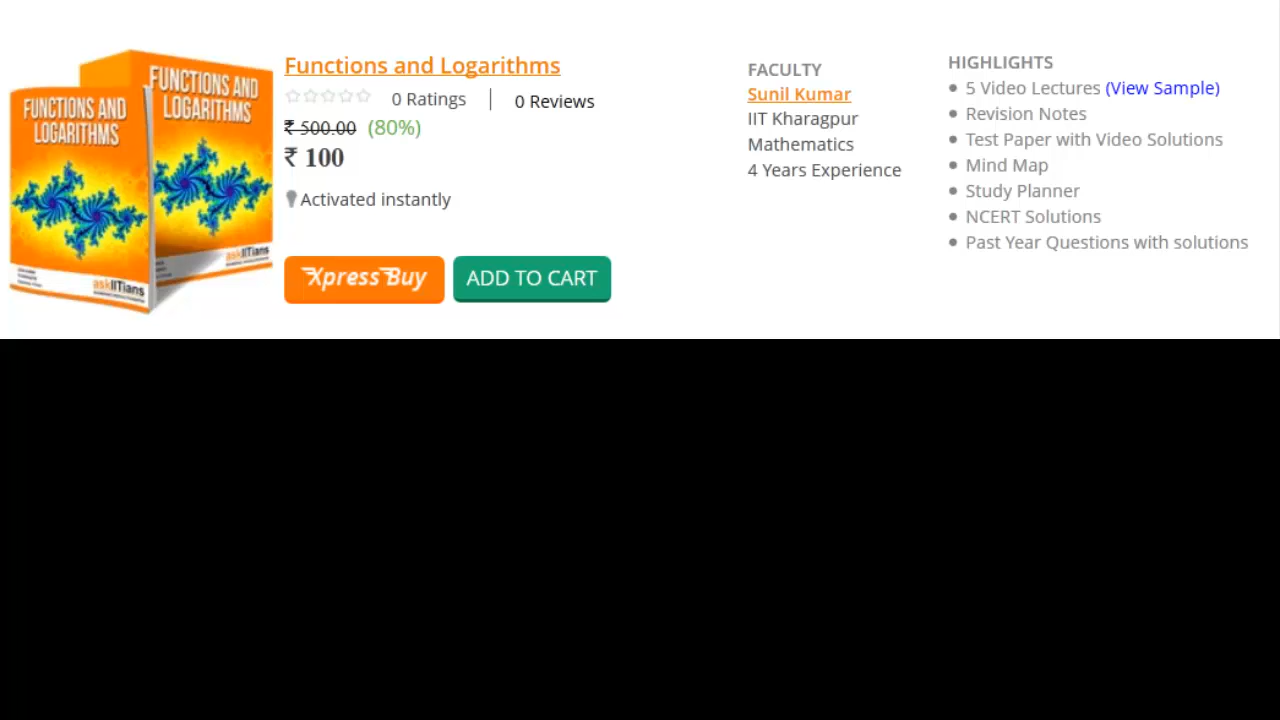 FUNCTIONS AND
LOGARITHMS
FUNCTIONS AND
LOGARITHMS
askIITians
askIITians
Functions and Logarithms
0 Ratings | 0 Reviews
₹ 500.00 (80%)
₹ 100
Activated instantly
Xpress Buy
ADD TO CART
FACULTY
Sunil Kumar
IIT Kharagpur
Mathematics
4 Years Experience
HIGHLIGHTS
• 5 Video Lectures (View Sample)
• Revision Notes
• Test Paper with Video Solutions
• Mind Map
• Study Planner
• NCERT Solutions
• Past Year Questions with solutions